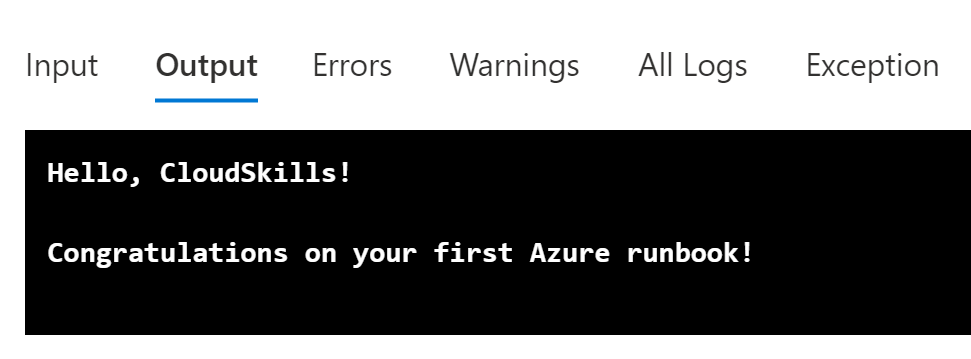 Input Output Errors Warnings All Logs Exception
Hello, CloudSkills!
Congratulations on your first Azure runbook!